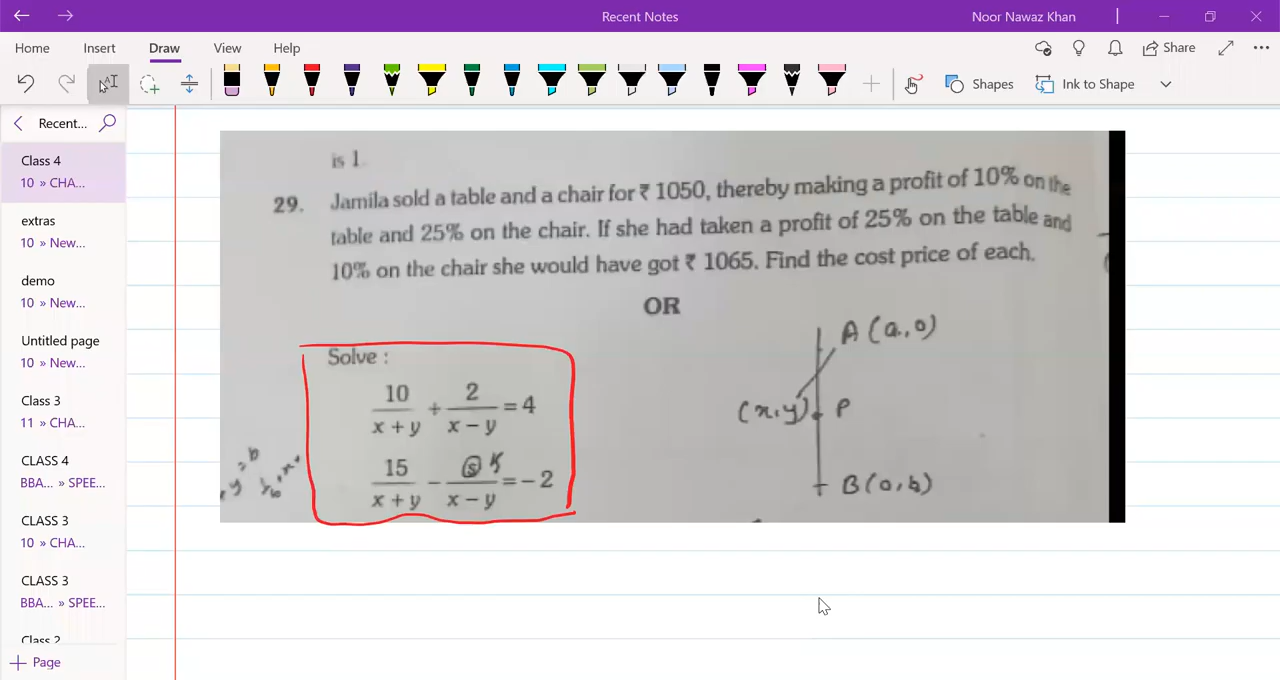 Recent Notes
Noor Nawaz Khan
Home Insert Draw View Help
Share
Shapes
Ink to Shape
Recent...
Class 4
10 » CHA...
extras
10 » New...
demo
10 » New...
Untitled page
10 » New...
Class 3
11 » CHA...
CLASS 4
BBA... » SPEE...
CLASS 3
10 » CHA...
CLASS 3
BBA... » SPEE...
Class 2
Page
is 1.
29. Jamila sold a table and a chair for ₹ 1050, thereby making a profit of 10% on the
table and 25% on the chair. If she had taken a profit of 25% on the table and
10% on the chair she would have got ₹ 1065. Find the cost price of each.
OR
Solve :
10/(x + y) + 2/(x − y) = 4
15/(x + y) − 5/(x − y) = − 2
A (a, 0)
(x, y) P
B (0, b)